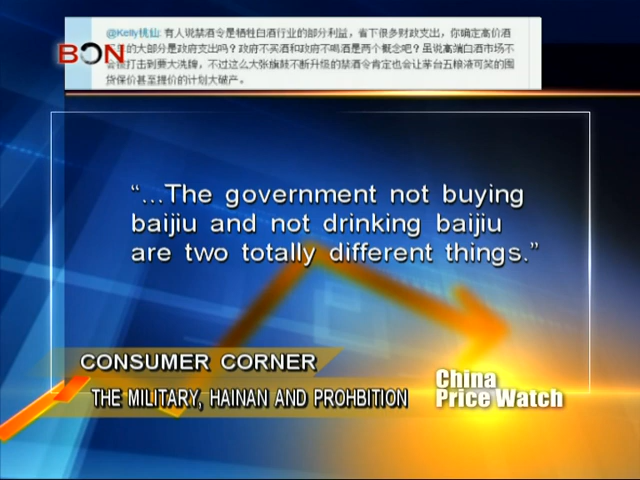 @Kelly桃仙: 有人说禁酒令是牺牲白酒行业的部分利益，省下很多财政支出，你确定高价酒
的大部分是政府支出吗？政府不买酒和政府不喝酒是两个概念吧？虽说高端白酒市场不
会被打击到要大洗牌，不过这么大张旗鼓不断升级的禁酒令肯定也会让茅台五粮液可笑的囤
货保价甚至提价的计划大破产。
BON
“...The government not buying
baijiu and not drinking baijiu
are two totally different things.”
CONSUMER CORNER
THE MILITARY, HAINAN AND PROHBITION
China
Price Watch